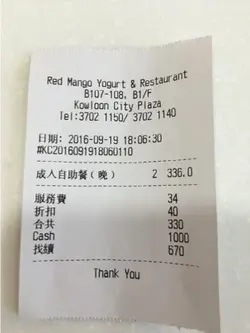 Red Mango Yogurt & Restaurant
B107-108, B1/F
Kowloon City Plaza
Tel:3702 1150/ 3702 1140
日期: 2016-09-19 18:06:30
#KC2016091918060110
成人自助餐(晚) 2 336.0
服務費 34
折扣 40
合共 330
Cash 1000
找續 670
Thank You